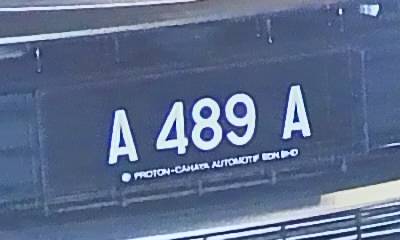 A 489 A
PROTON-CAHAYA AUTOMOTIF SDN BHD